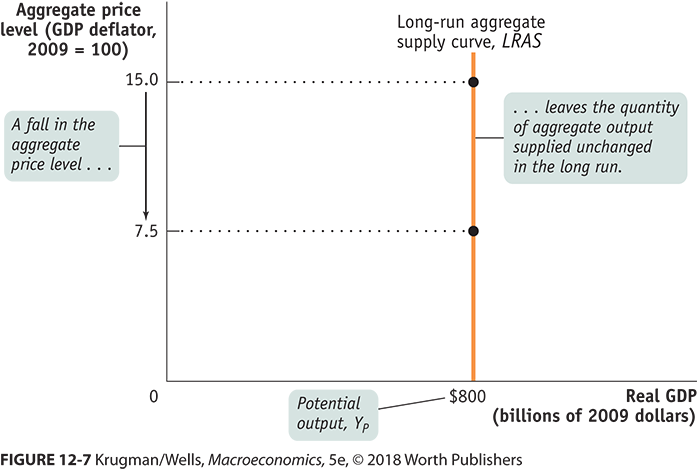 Aggregate price
level (GDP deflator,
2009 = 100)
Long-run aggregate
supply curve, LRAS
15.0
A fall in the
aggregate
price level . . .
. . . leaves the quantity
of aggregate output
supplied unchanged
in the long run.
7.5
0
Potential
output, YP
$800
Real GDP
(billions of 2009 dollars)
FIGURE 12-7 Krugman/Wells, Macroeconomics, 5e, © 2018 Worth Publishers